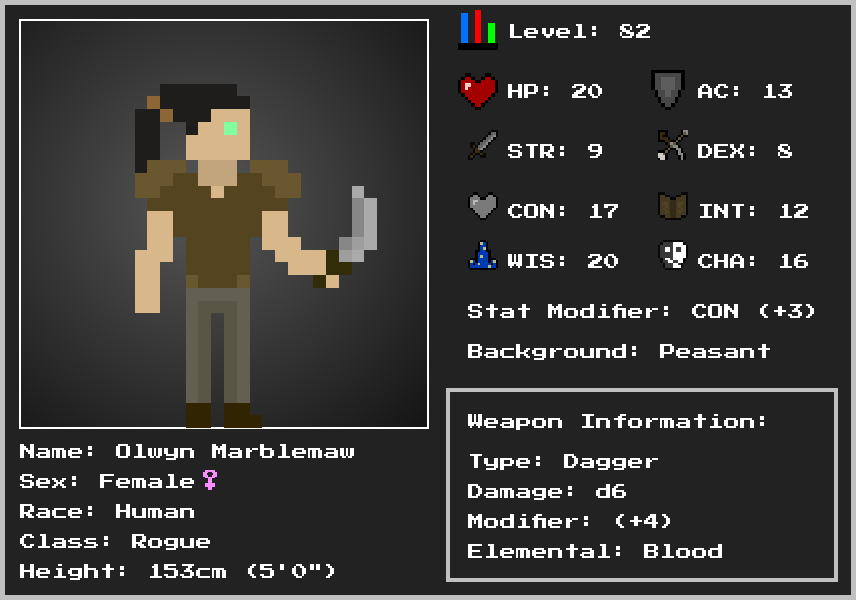 Level: 82
HP: 20
AC: 13
STR: 9
DEX: 8
CON: 17
INT: 12
WIS: 20
CHA: 16
Stat Modifier: CON (+3)
Background: Peasant
Name: Olwyn Marblemaw
Sex: Female♀
Race: Human
Class: Rogue
Height: 153cm (5'0")
Weapon Information:
Type: Dagger
Damage: d6
Modifier: (+4)
Elemental: Blood